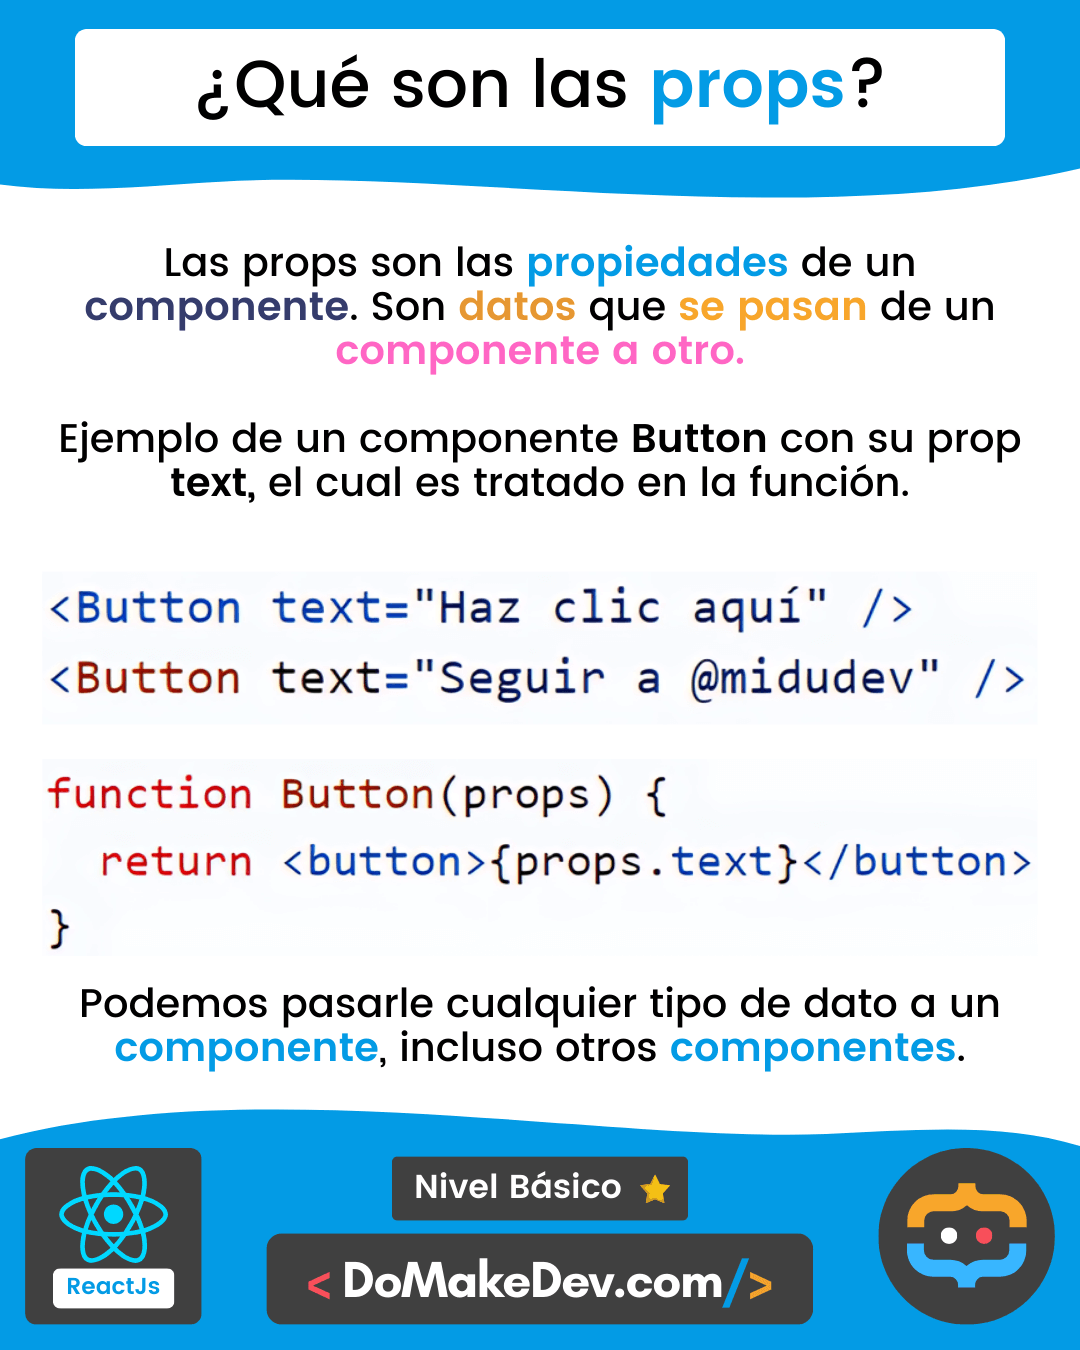 ¿Qué son las props?
Las props son las propiedades de un
componente. Son datos que se pasan de un
componente a otro.
Ejemplo de un componente Button con su prop
text, el cual es tratado en la función.
<Button text="Haz clic aquí" />
<Button text="Seguir a @midudev" />
function Button(props) {
return <button>{props.text}</button>
}
Podemos pasarle cualquier tipo de dato a un
componente, incluso otros componentes.
Nivel Básico
ReactJs
< DoMakeDev.com/>